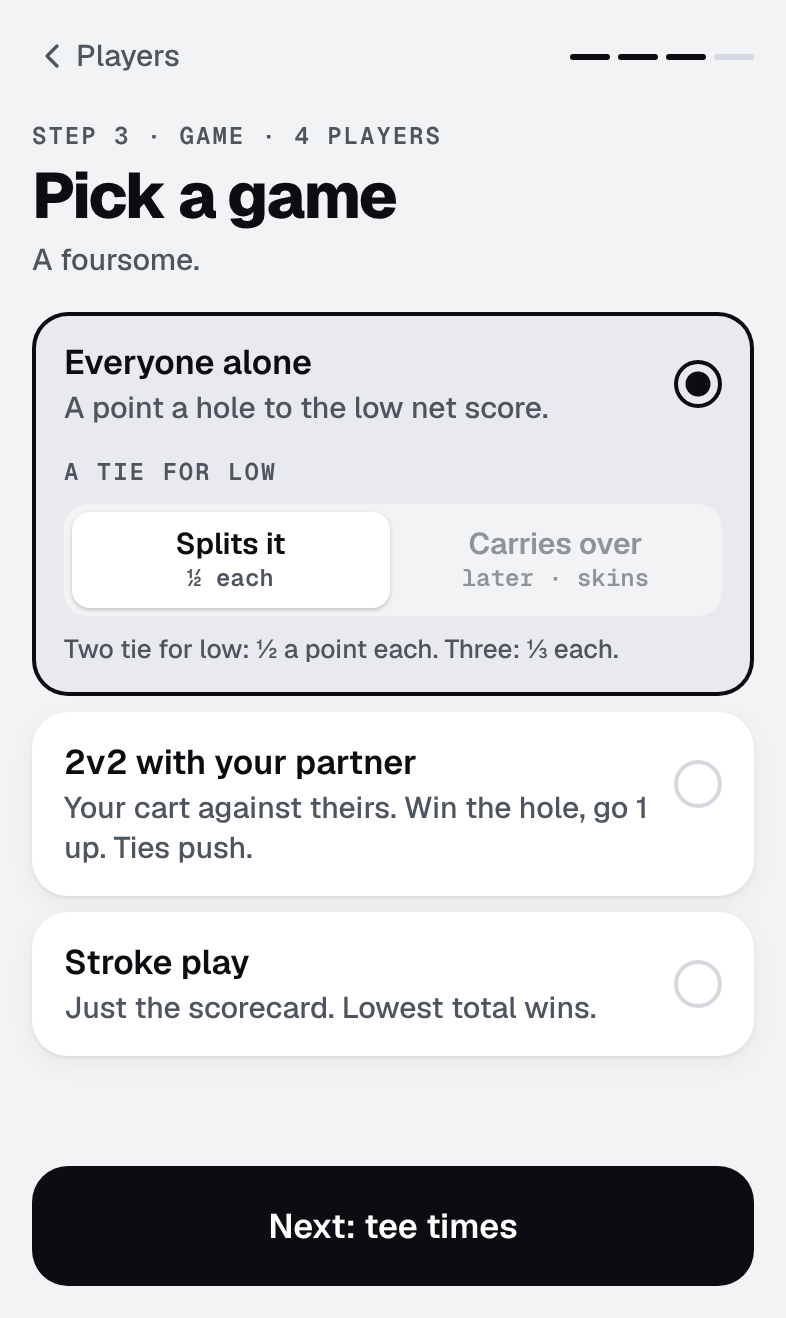 Players
STEP 3 · GAME · 4 PLAYERS
Pick a game
A foursome.
Everyone alone
A point a hole to the low net score.
A TIE FOR LOW
Splits it
½ each
Carries over
later · skins
Two tie for low: ½ a point each. Three: ⅓ each.
2v2 with your partner
Your cart against theirs. Win the hole, go 1
up. Ties push.
Stroke play
Just the scorecard. Lowest total wins.
Next: tee times